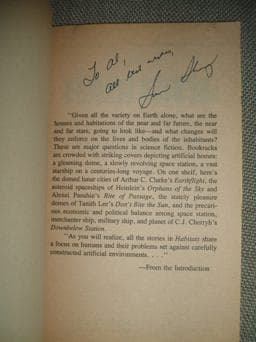 To Al,
all best wishes,
"Given all the variety on Earth alone, what are the
houses and habitations of the near and far future, the near
and far stars, going to look like—and what changes will
they enforce on the lives and bodies of the inhabitants?
These are major questions in science fiction. Bookracks
are crowded with striking covers depicting artificial homes:
a gleaming dome, a slowly revolving space station, a vast
starship on a centuries-long voyage. On one shelf, here's
the domed lunar cities of Arthur C. Clarke's Earthlight, the
asteroid spaceships of Heinlein's Orphans of the Sky and
Alexei Panshin's Rite of Passage, the stately pleasure
domes of Tanith Lee's Don't Bite the Sun, and the precari-
ous economic and political balance among space station,
merchanter ship, military ship, and planet of C.J. Cherryh's
Downbelow Station.
"As you will realize, all the stories in Habitats share
a focus on humans and their problems set against carefully
constructed artificial environments. . . ."
—From the Introduction